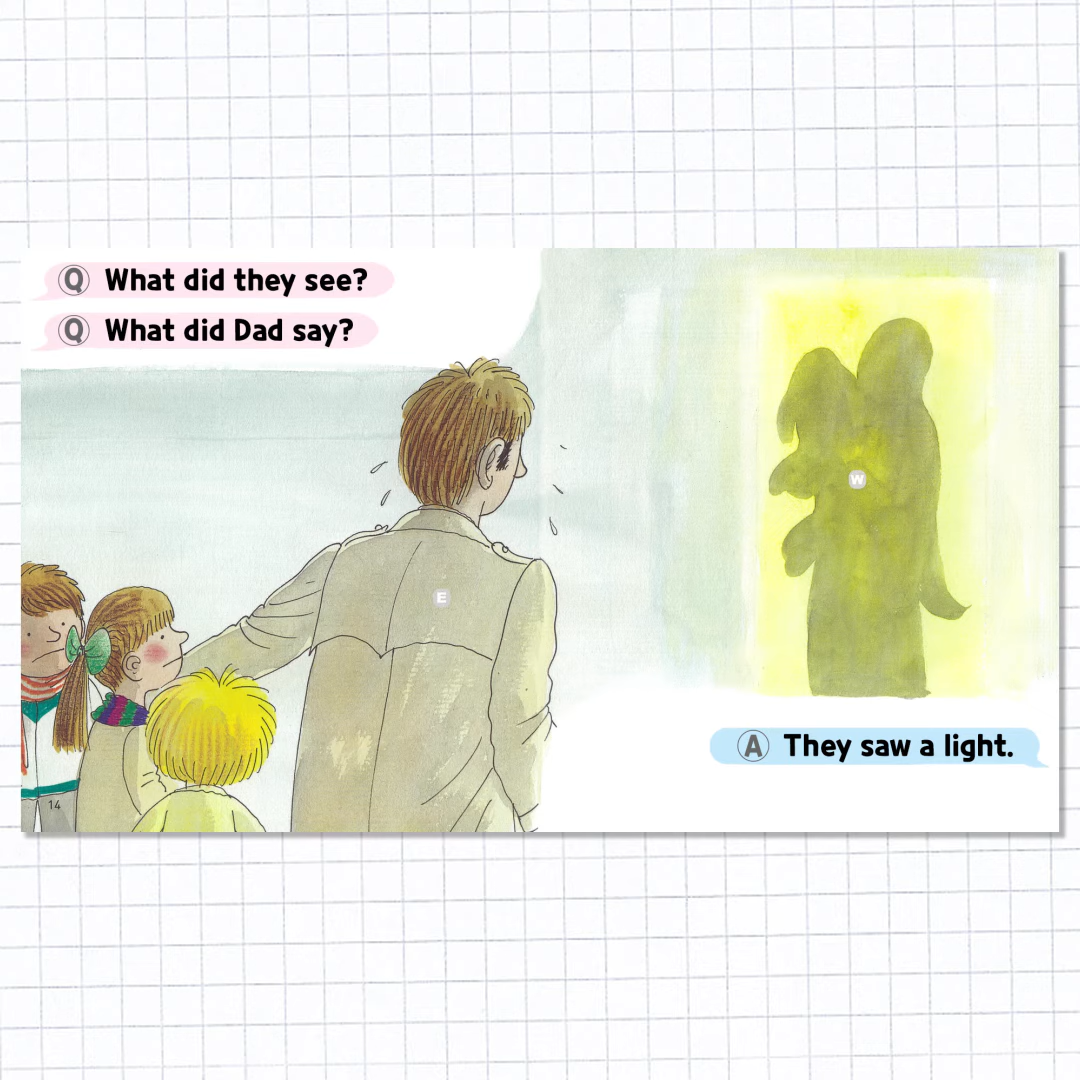 Q What did they see?
Q What did Dad say?
E
W
A They saw a light.
14